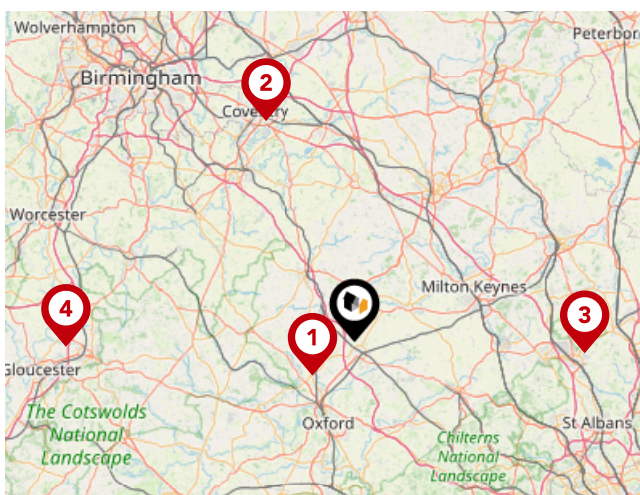 Wolverhampton
Peterbor
Birmingham
2
Coventry
Worcester
Milton Keynes
4
3
1
Gloucester
The Cotswolds
National
Landscape
Oxford
St Albans
Chilterns
National
Landscape